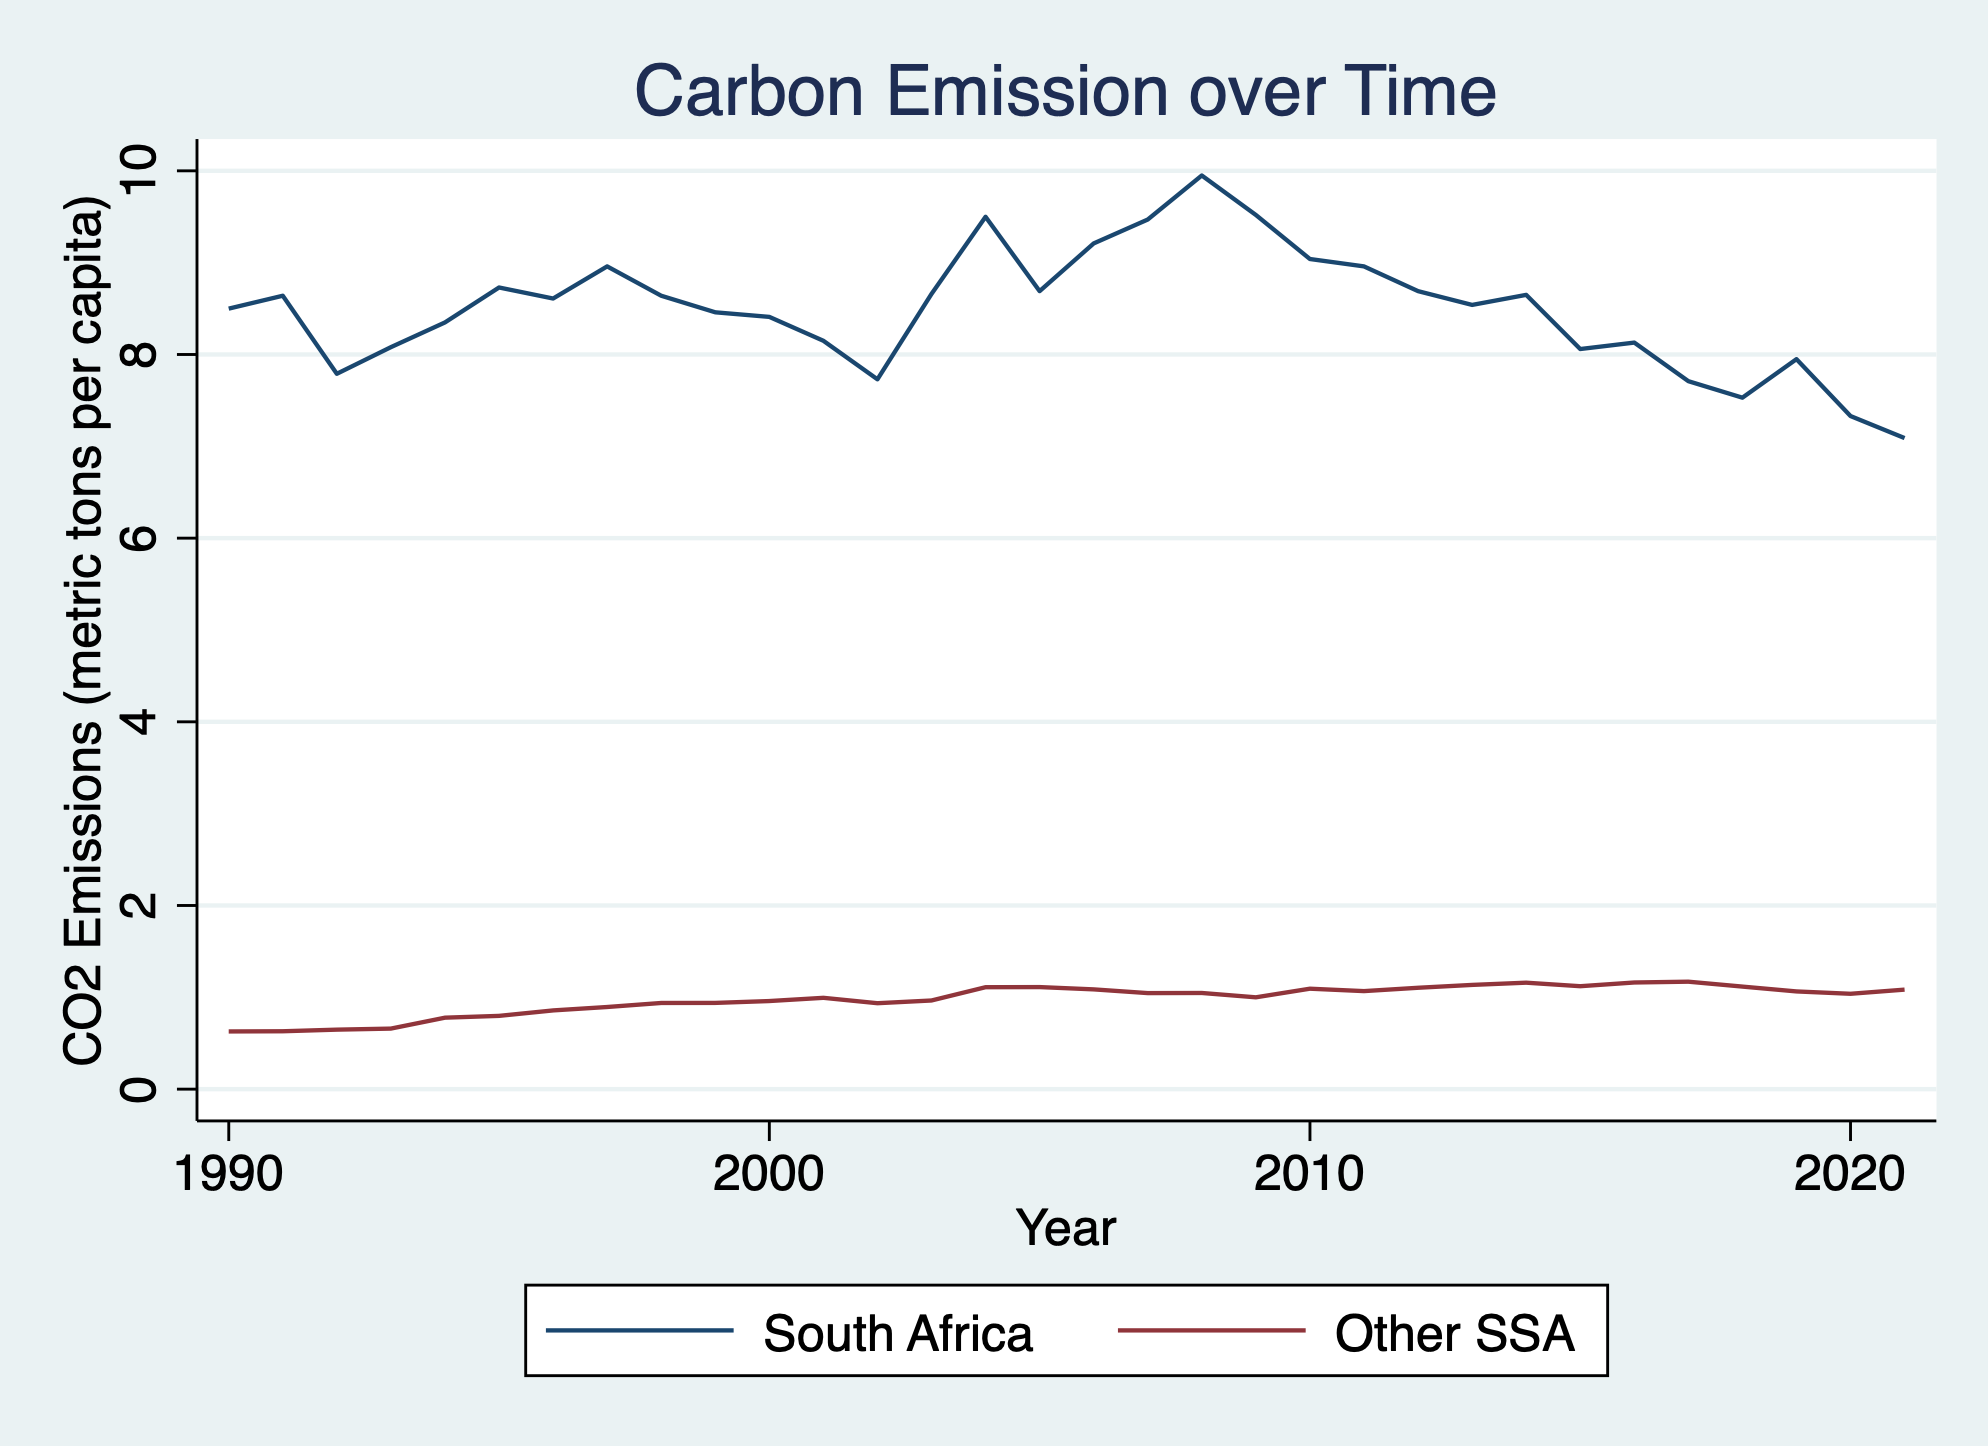 Carbon Emission over Time
CO2 Emissions (metric tons per capita)
10
8
6
4
2
0
1990 2000 2010 2020
Year
South Africa Other SSA